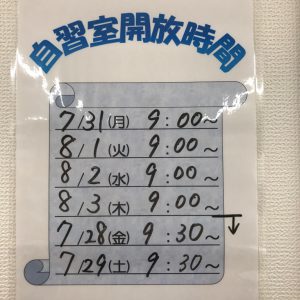 自習室開放時間
7/31(月) 9:00~
8/1(火) 9:00~
8/2(水) 9:00~
8/3(木) 9:00~
7/28(金) 9:30~
7/29(土) 9:30~